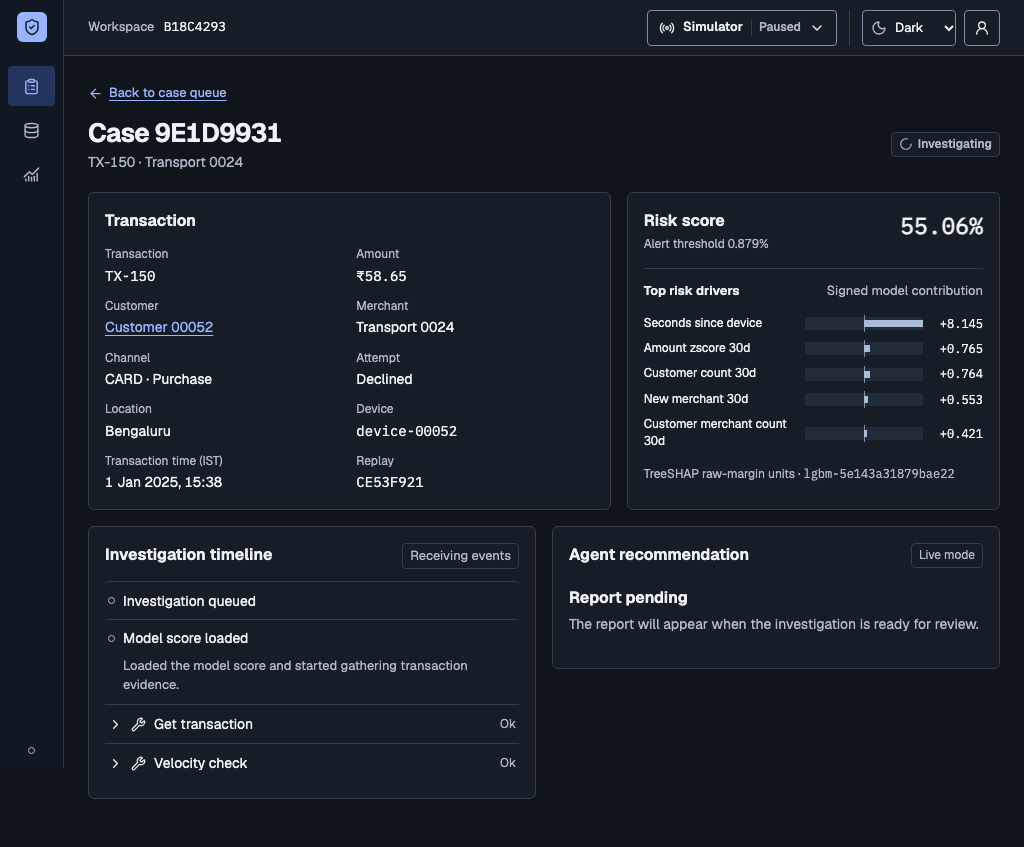 Workspace B18C4293
Simulator Paused
Dark
Back to case queue
Case 9E1D9931
TX-150 · Transport 0024
Investigating
Transaction
Transaction
TX-150
Amount
₹58.65
Customer
Customer 00052
Merchant
Transport 0024
Channel
CARD · Purchase
Attempt
Declined
Location
Bengaluru
Device
device-00052
Transaction time (IST)
1 Jan 2025, 15:38
Replay
CE53F921
Risk score
Alert threshold 0.879%
55.06%
Top risk drivers
Signed model contribution
Seconds since device +8.145
Amount zscore 30d +0.765
Customer count 30d +0.764
New merchant 30d +0.553
Customer merchant count
30d
+0.421
TreeSHAP raw-margin units · lgbm-5e143a31879bae22
Investigation timeline
Receiving events
Investigation queued
Model score loaded
Loaded the model score and started gathering transaction
evidence.
Get transaction Ok
Velocity check Ok
Agent recommendation
Live mode
Report pending
The report will appear when the investigation is ready for review.